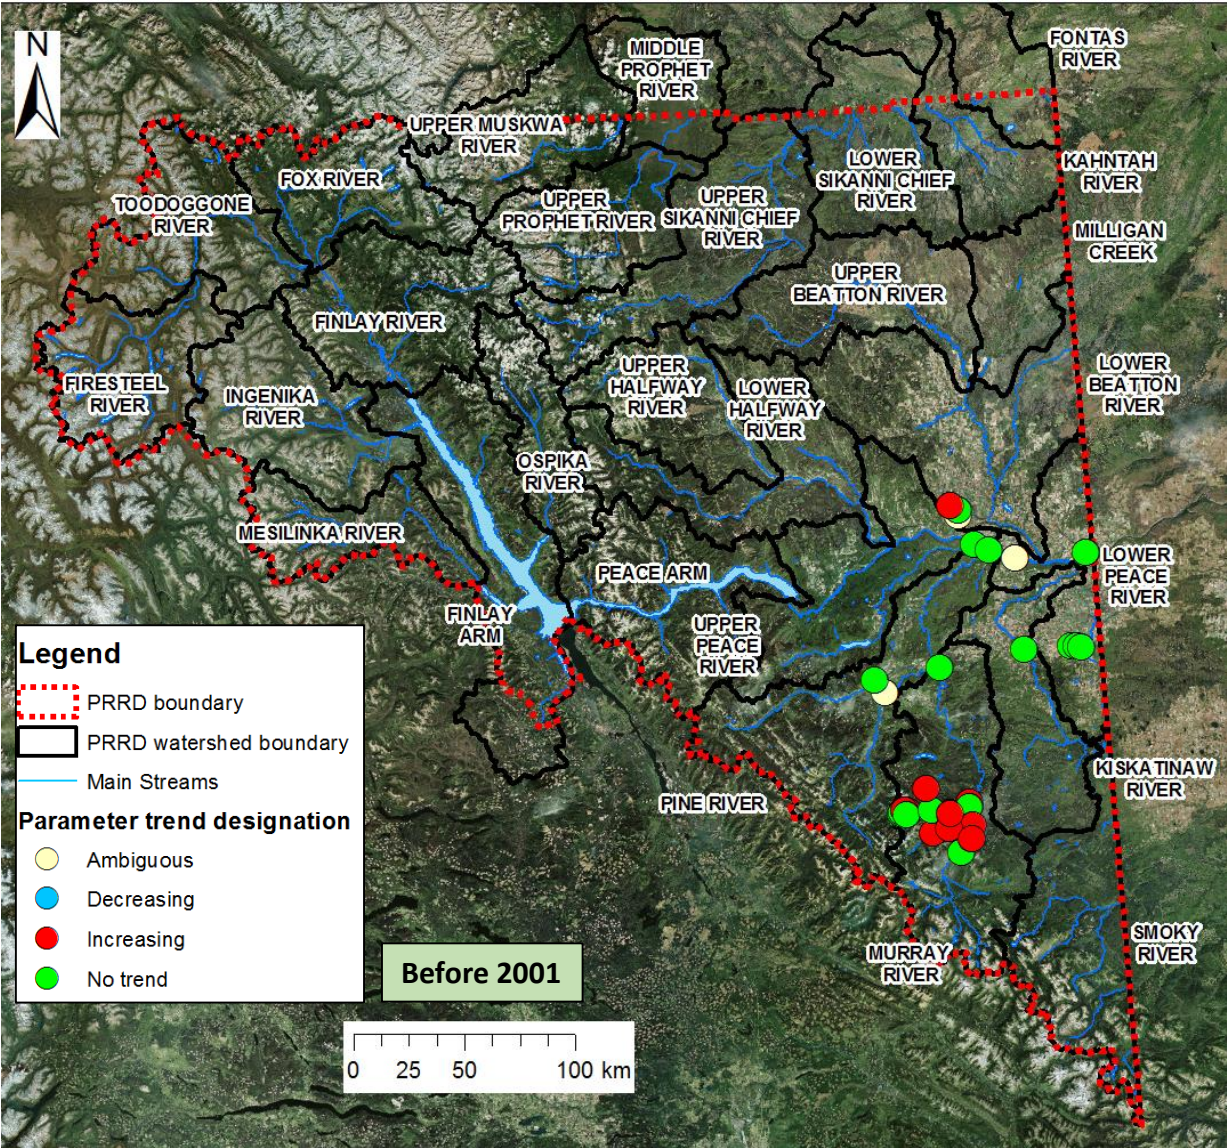 N
FONTAS
RIVER
MIDDLE
PROPHET
RIVER
UPPER MUSKWA
RIVER
KAHNTAH
RIVER
LOWER
SIKANNI CHIEF
RIVER
FOX RIVER
TOODOGGONE
RIVER
UPPER
PROPHET RIVER
UPPER
SIKANNI CHIEF
RIVER
MILLIGAN
CREEK
UPPER
BEATTON RIVER
FINLAY RIVER
FIRESTEEL
RIVER
INGENIKA
RIVER
UPPER
HALFWAY
RIVER
LOWER
HALFWAY
RIVER
LOWER
BEATTON
RIVER
OSPIKA
RIVER
MESILINKA RIVER
PEACE ARM
LOWER
PEACE
RIVER
FINLAY
ARM
UPPER
PEACE
RIVER
KISKATINAW
RIVER
PINE RIVER
MURRAY
RIVER
SMOKY
RIVER
Legend
PRRD boundary
PRRD watershed boundary
Main Streams
Parameter trend designation
Ambiguous
Decreasing
Increasing
No trend
Before 2001
0 25 50 100 km